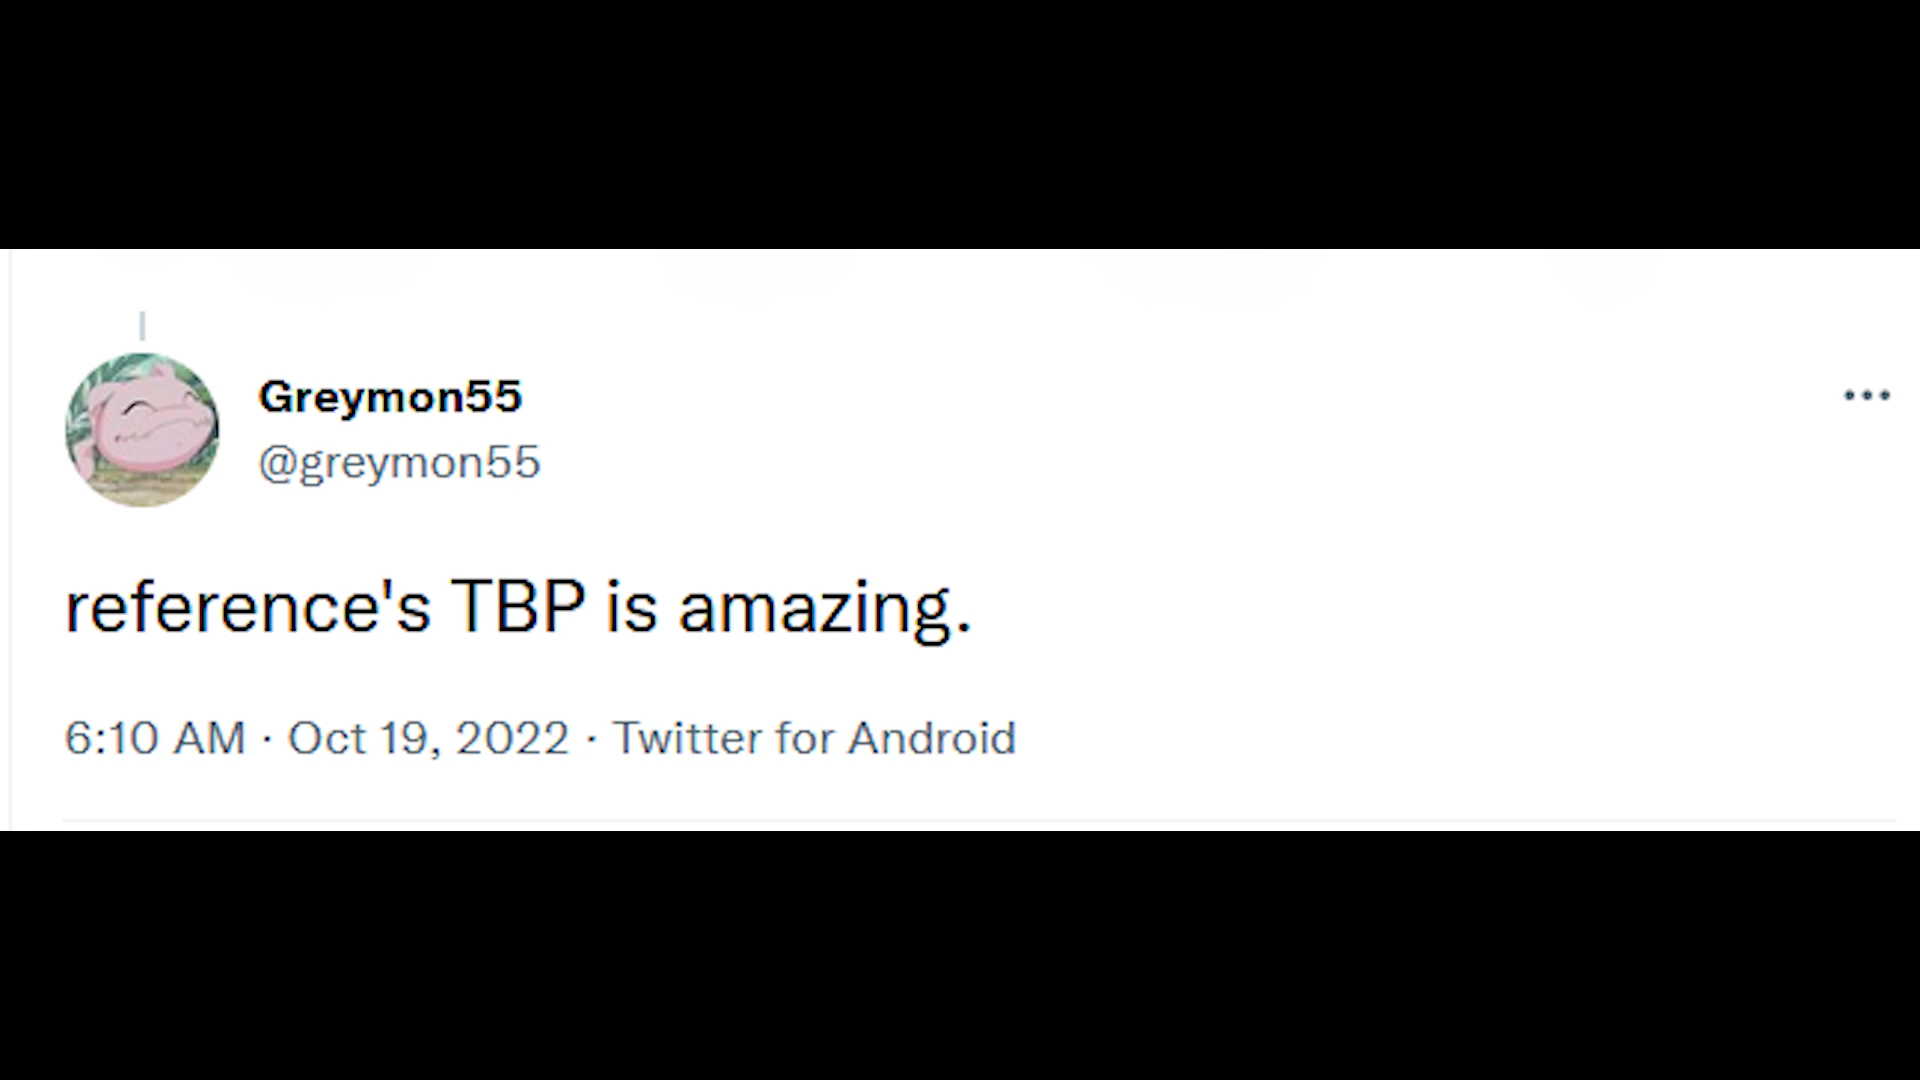 Greymon55
@greymon55
reference's TBP is amazing.
6:10 AM · Oct 19, 2022 · Twitter for Android